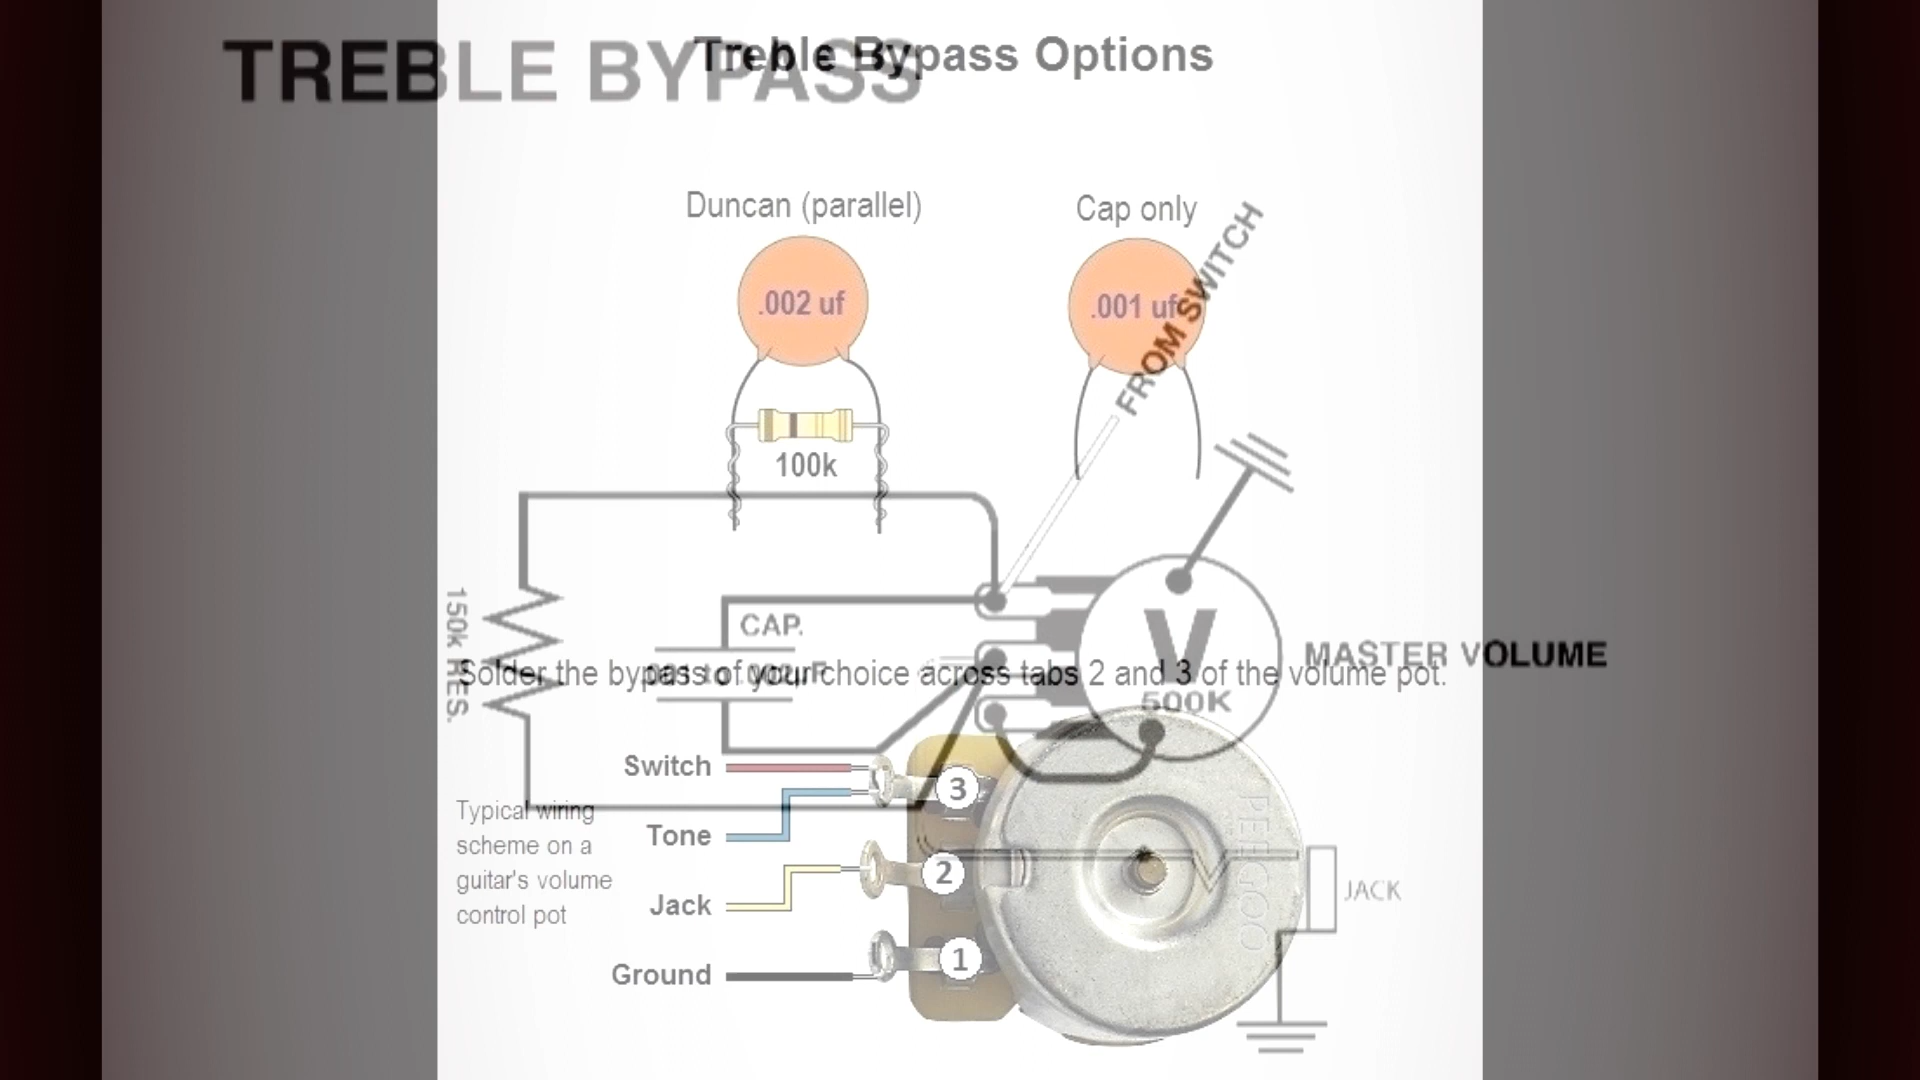 TREBLE BYPASS
Treble Bypass Options
Duncan (parallel)
Cap only
.002 uf
.001 uf
FROM SWITCH
100k
150k RES.
CAP.
V
500K
MASTER VOLUME
Solder the bypass of your choice across tabs 2 and 3 of the volume pot.
Switch
Tone
Jack
Ground
3
2
1
Typical wiring
scheme on a
guitar's volume
control pot
JACK